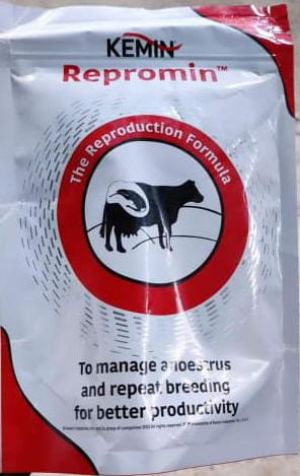 KEMIN
Repromin™
The Reproduction Formula
To manage anoestrus
and repeat breeding
for better productivity